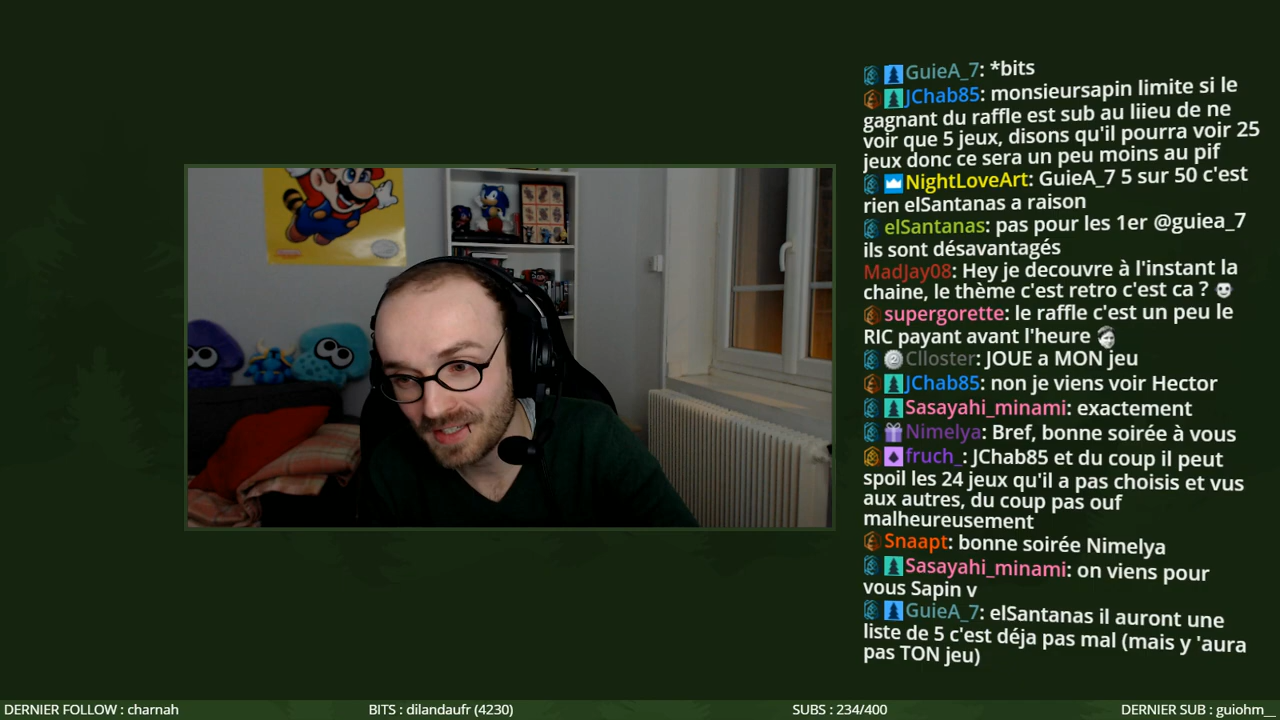 GuieA_7: *bits
JChab85: monsieursapin limite si le
gagnant du raffle est sub au liieu de ne
voir que 5 jeux, disons qu'il pourra voir 25
jeux donc ce sera un peu moins au pif
NightLoveArt: GuieA_7 5 sur 50 c'est
rien elSantanas a raison
elSantanas: pas pour les 1er @guiea_7
ils sont désavantagés
MadJay08: Hey je decouvre à l'instant la
chaine, le thème c'est retro c'est ca ?
supergorette: le raffle c'est un peu le
RIC payant avant l'heure
2 Clloster: JOUE a MON jeu
JChab85: non je viens voir Hector
Sasayahi_minami: exactement
Nimelya: Bref, bonne soirée à vous
fruch_: JChab85 et du coup il peut
spoil les 24 jeux qu'il a pas choisis et vus
aux autres, du coup pas ouf
malheureusement
Snaapt: bonne soirée Nimelya
Sasayahi_minami: on viens pour
vous Sapin v
GuieA_7: elSantanas il auront une
liste de 5 c'est déja pas mal (mais y 'aura
pas TON jeu)
DERNIER FOLLOW : charnah
BITS : dilandaufr (4230)
SUBS : 234/400
DERNIER SUB : guiohm__